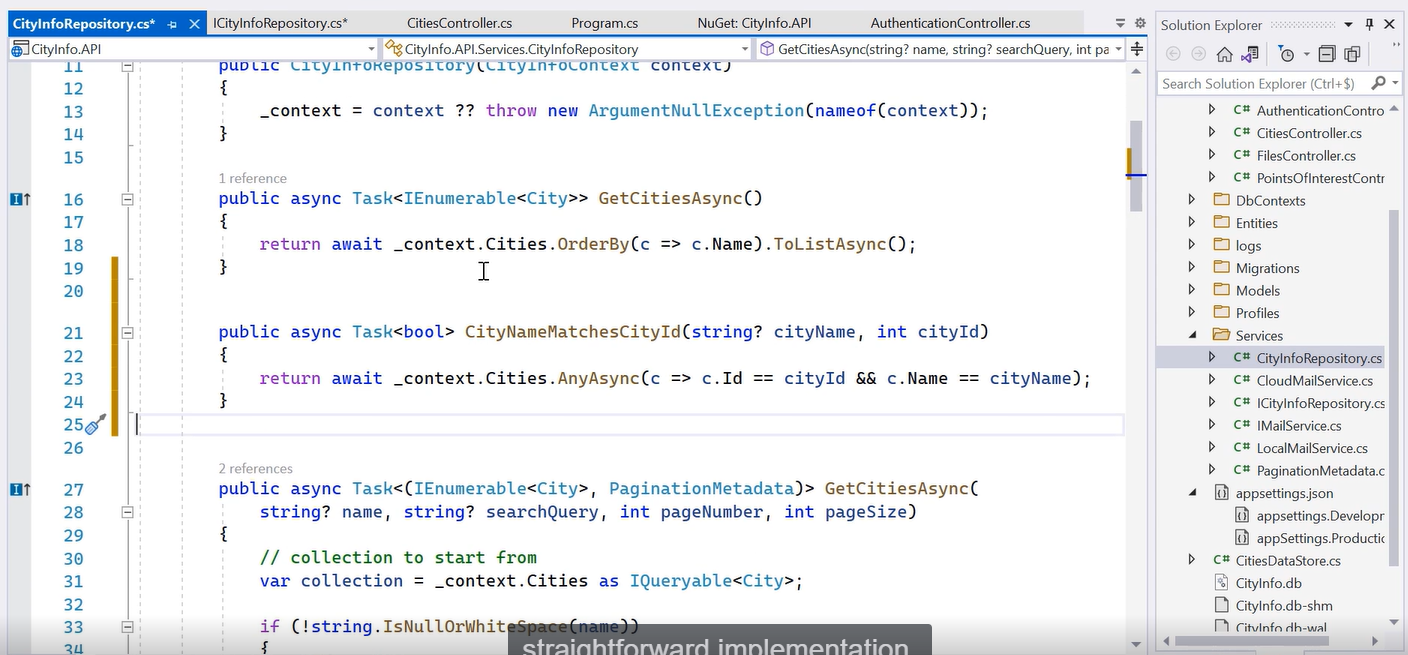 CityInfoRepository.cs* ICityInfoRepository.cs* CitiesController.cs Program.cs NuGet: CityInfo.API AuthenticationController.cs
CityInfo.API CityInfo.API.Services.CityInfoRepository GetCitiesAsync(string? name, string? searchQuery, int pa
11 public CityInfoRepository(CityInfoContext context)
12 {
13 _context = context ?? throw new ArgumentNullException(nameof(context));
14 }
15
1 reference
16 public async Task<IEnumerable<City>> GetCitiesAsync()
17 {
18 return await _context.Cities.OrderBy(c => c.Name).ToListAsync();
19 }
20
21 public async Task<bool> CityNameMatchesCityId(string? cityName, int cityId)
22 {
23 return await _context.Cities.AnyAsync(c => c.Id == cityId && c.Name == cityName);
24 }
25
26
2 references
27 public async Task<(IEnumerable<City>, PaginationMetadata)> GetCitiesAsync(
28 string? name, string? searchQuery, int pageNumber, int pageSize)
29 {
30 // collection to start from
31 var collection = _context.Cities as IQueryable<City>;
32
33 if (!string.IsNullOrWhiteSpace(name))
34 {
straightforward implementation
Solution Explorer
Search Solution Explorer (Ctrl+$)
C# AuthenticationContro
C# CitiesController.cs
C# FilesController.cs
C# PointsOfInterestContr
DbContexts
Entities
logs
Migrations
Models
Profiles
Services
C# CityInfoRepository.cs
C# CloudMailService.cs
C# ICityInfoRepository.cs
C# IMailService.cs
C# LocalMailService.cs
C# PaginationMetadata.c
appsettings.json
appsettings.Developr
appSettings.Productic
C# CitiesDataStore.cs
CityInfo.db
CityInfo.db-shm
CityInfo.db-wal